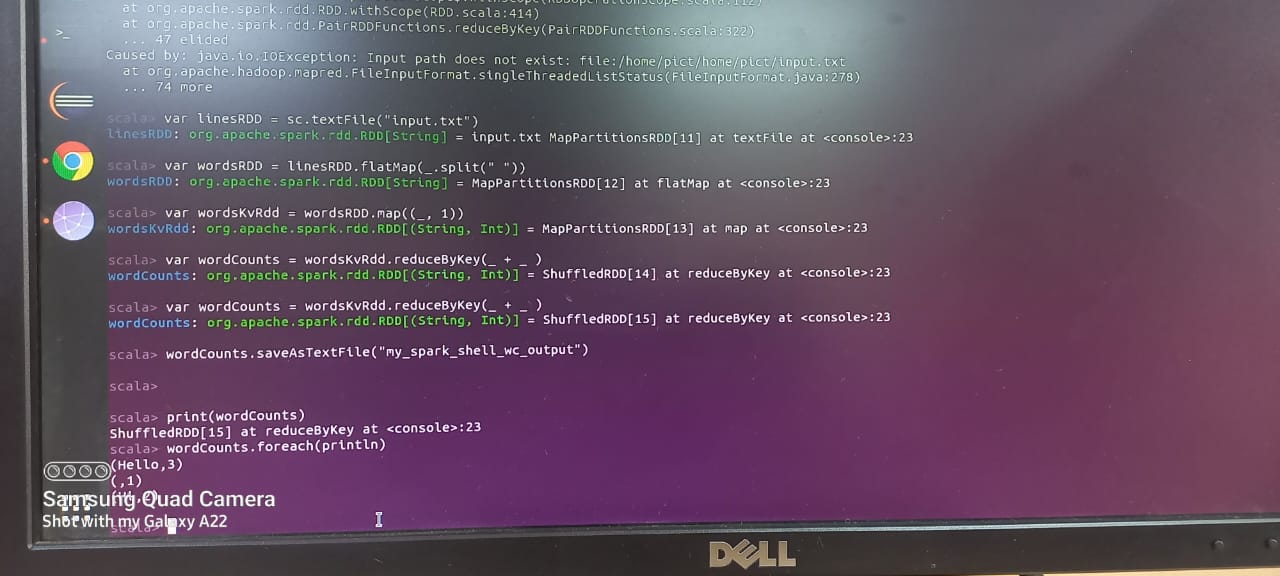 at org.apache.spark.rdd.RDD.withScope(RDD.scala:414)
at org.apache.spark.rdd.PairRDDFunctions.reduceByKey(PairRDDFunctions.scala:322)
... 47 elided
Caused by: java.io.IOException: Input path does not exist: file:/home/pict/home/pict/input.txt
at org.apache.hadoop.mapred.FileInputFormat.singleThreadedListStatus(FileInputFormat.java:278)
... 74 more
scala> var linesRDD = sc.textFile("input.txt")
linesRDD: org.apache.spark.rdd.RDD[String] = input.txt MapPartitionsRDD[11] at textFile at <console>:23
scala> var wordsRDD = linesRDD.flatMap(_.split(" "))
wordsRDD: org.apache.spark.rdd.RDD[String] = MapPartitionsRDD[12] at flatMap at <console>:23
scala> var wordsKvRdd = wordsRDD.map((_, 1))
wordsKvRdd: org.apache.spark.rdd.RDD[(String, Int)] = MapPartitionsRDD[13] at map at <console>:23
scala> var wordCounts = wordsKvRdd.reduceByKey(_ + _ )
wordCounts: org.apache.spark.rdd.RDD[(String, Int)] = ShuffledRDD[14] at reduceByKey at <console>:23
scala> var wordCounts = wordsKvRdd.reduceByKey(_ + _ )
wordCounts: org.apache.spark.rdd.RDD[(String, Int)] = ShuffledRDD[15] at reduceByKey at <console>:23
scala> wordCounts.saveAsTextFile("my_spark_shell_wc_output")
scala>
scala> print(wordCounts)
ShuffledRDD[15] at reduceByKey at <console>:23
scala> wordCounts.foreach(println)
(Hello,3)
(,1)
Samsung Quad Camera
Shot with my Galaxy A22
scala>
DELL